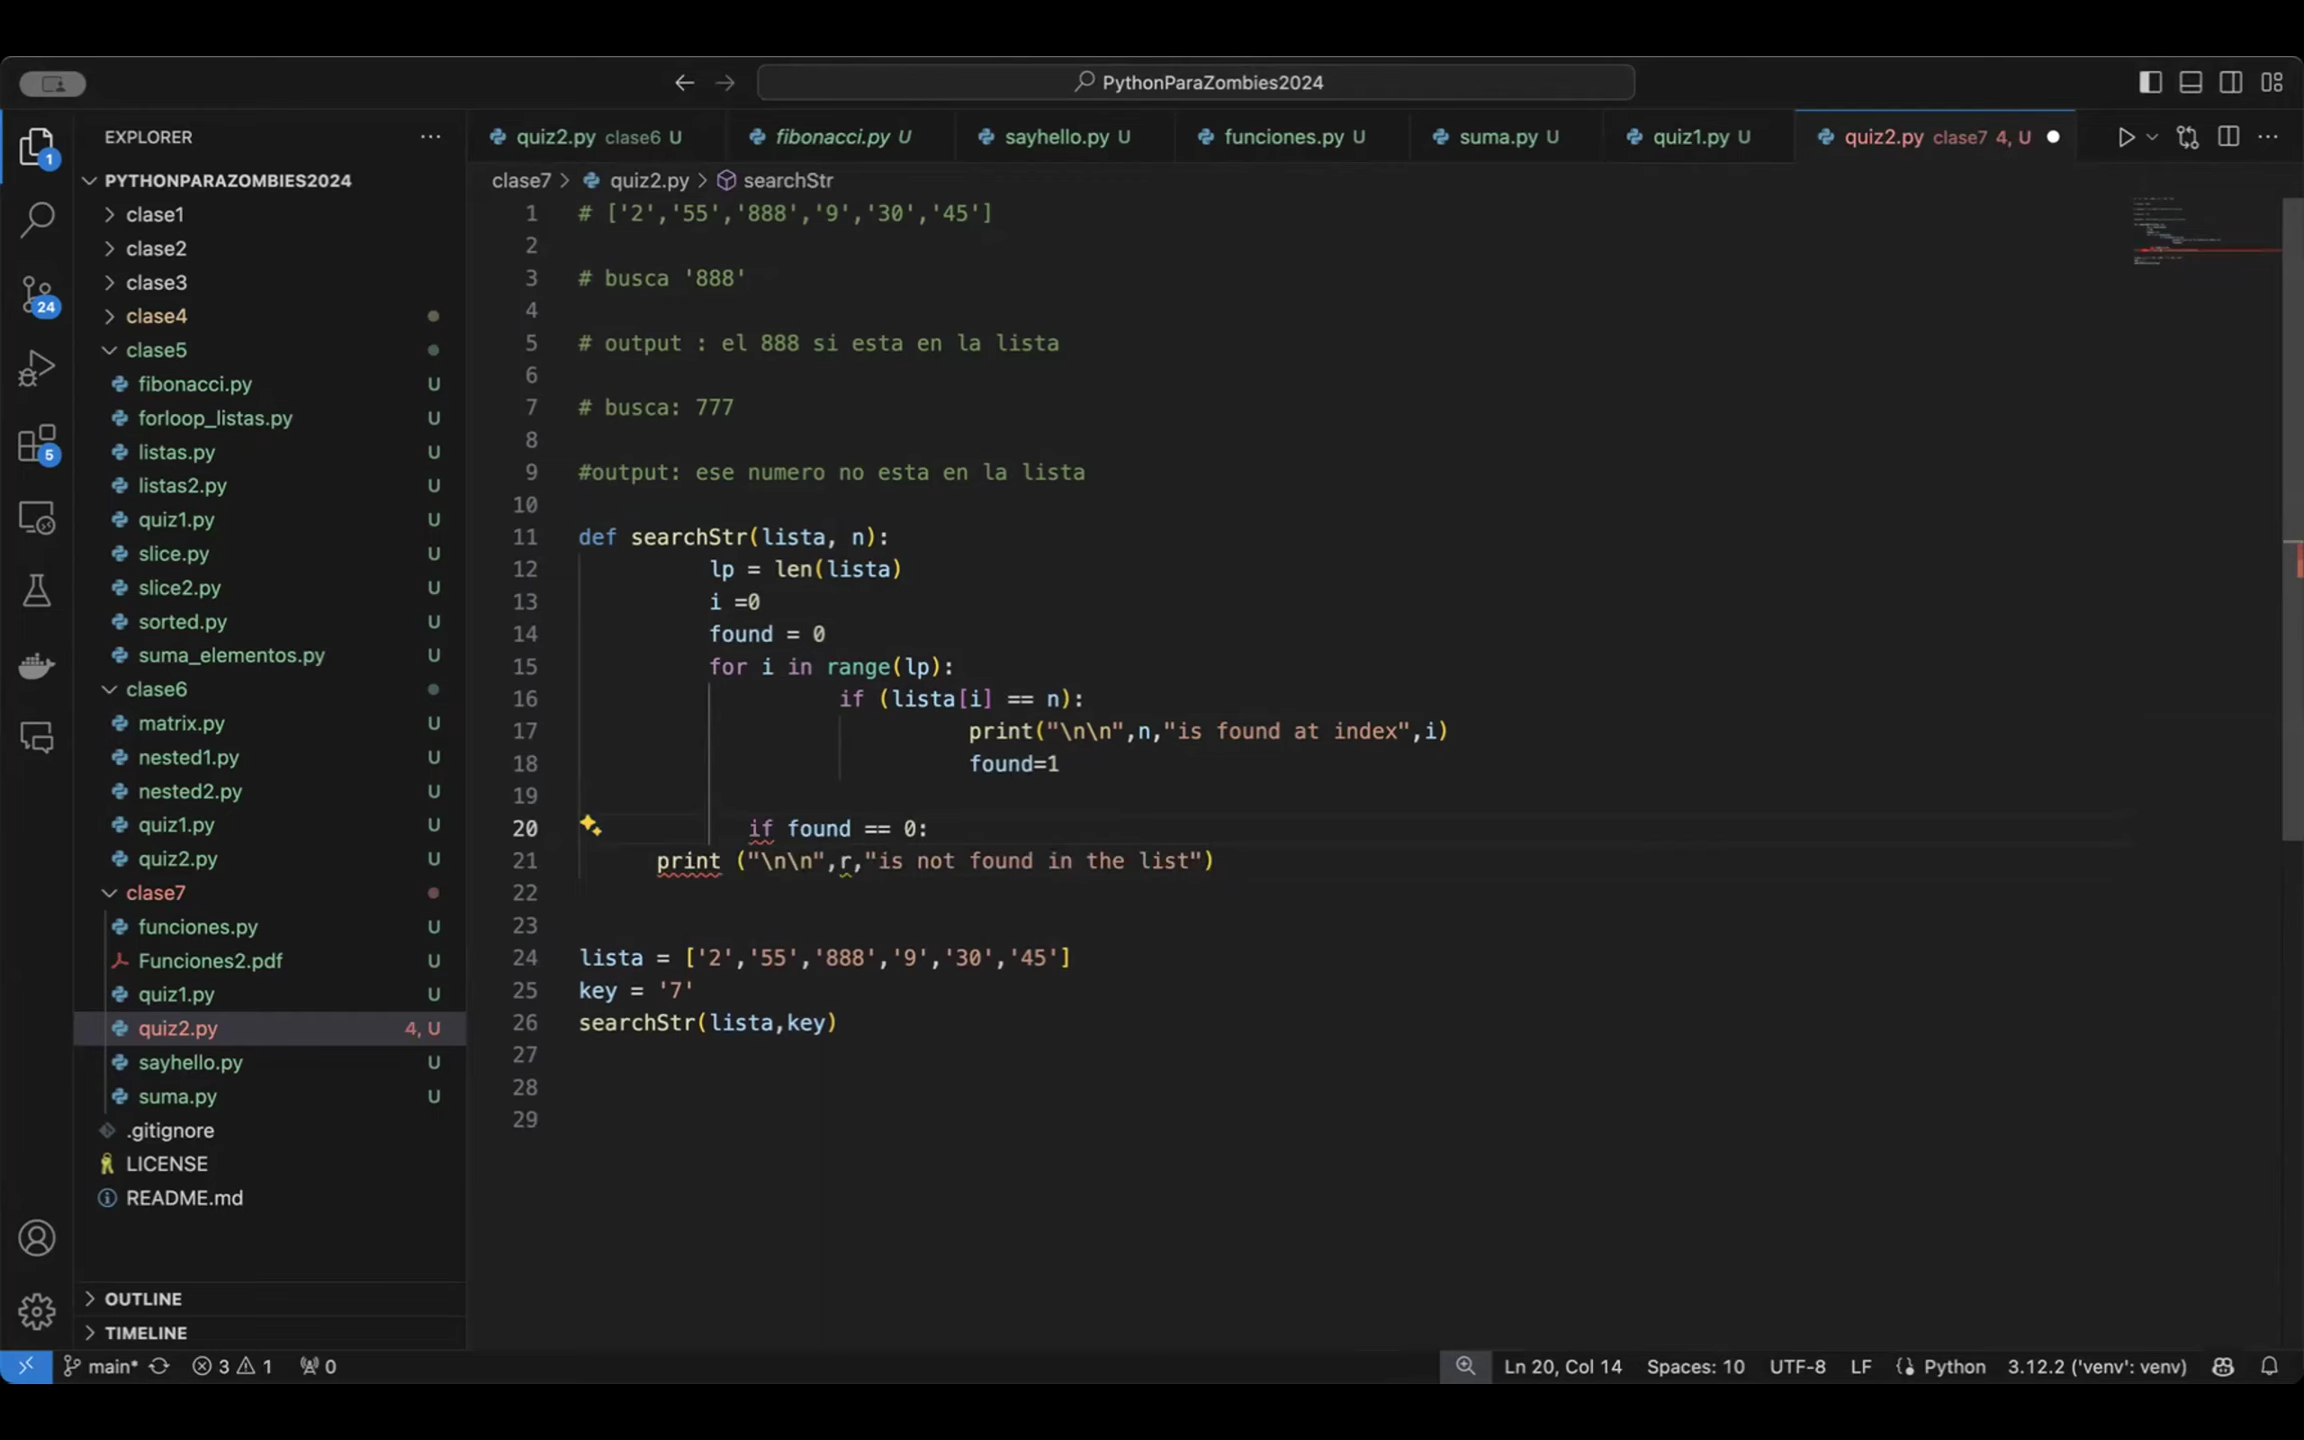 PythonParaZombies2024
EXPLORER
quiz2.py clase6 U
fibonacci.py U
sayhello.py U
funciones.py U
suma.py U
quiz1.py U
quiz2.py clase7 4, U
clase7 > quiz2.py > searchStr
1
24
5
PYTHONPARAZOMBIES2024
clase1
clase2
clase3
clase4
clase5
fibonacci.py U
forloop_listas.py U
listas.py U
listas2.py U
quiz1.py U
slice.py U
slice2.py U
sorted.py U
suma_elementos.py U
clase6
matrix.py U
nested1.py U
nested2.py U
quiz1.py U
quiz2.py U
clase7
funciones.py U
Funciones2.pdf U
quiz1.py U
quiz2.py 4, U
sayhello.py U
suma.py U
.gitignore
LICENSE
README.md
OUTLINE
TIMELINE
1 # ['2','55','888','9','30','45']
2
3 # busca '888'
4
5 # output : el 888 si esta en la lista
6
7 # busca: 777
8
9 #output: ese numero no esta en la lista
10
11 def searchStr(lista, n):
12 lp = len(lista)
13 i =0
14 found = 0
15 for i in range(lp):
16 if (lista[i] == n):
17 print("\n\n",n,"is found at index",i)
18 found=1
19
20 if found == 0:
21 print ("\n\n",r,"is not found in the list")
22
23
24 lista = ['2','55','888','9','30','45']
25 key = '7'
26 searchStr(lista,key)
27
28
29
main* 3 1 0
Ln 20, Col 14 Spaces: 10 UTF-8 LF Python 3.12.2 ('venv': venv)